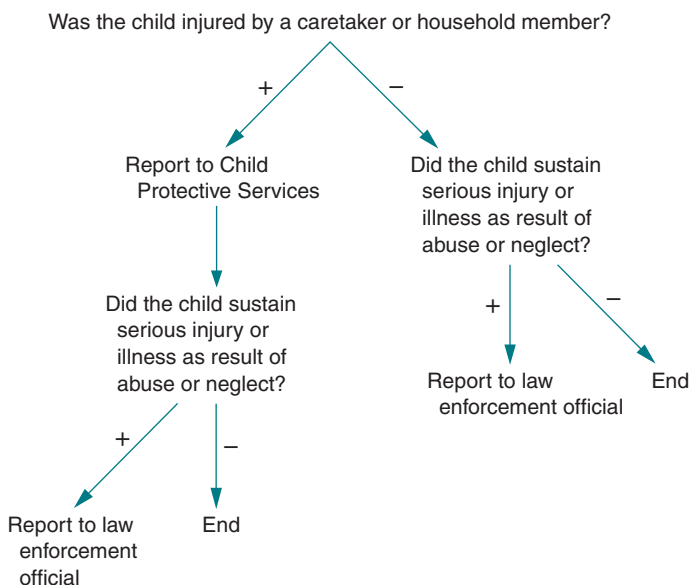 Was the child injured by a caretaker or household member?
+
−
Report to Child
Protective Services
Did the child sustain
serious injury or
illness as result of
abuse or neglect?
+
−
Report to law
enforcement official
End
Did the child sustain
serious injury or
illness as result of
abuse or neglect?
+
−
Report to law
enforcement
official
End